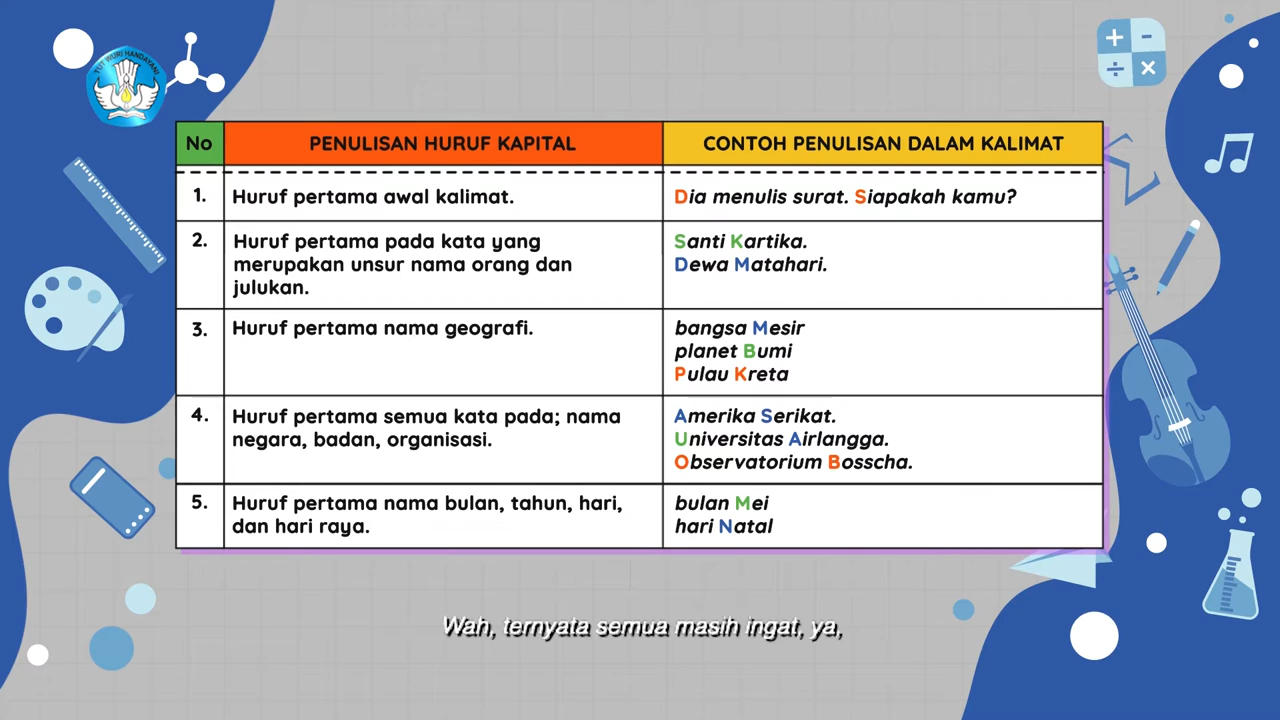 TUT WURI HANDAYANI
No PENULISAN HURUF KAPITAL CONTOH PENULISAN DALAM KALIMAT
1. Huruf pertama awal kalimat. Dia menulis surat. Siapakah kamu?
2. Huruf pertama pada kata yang
merupakan unsur nama orang dan
julukan.
Santi Kartika.
Dewa Matahari.
3. Huruf pertama nama geografi.
bangsa Mesir
planet Bumi
Pulau Kreta
4. Huruf pertama semua kata pada; nama
negara, badan, organisasi.
Amerika Serikat.
Universitas Airlangga.
Observatorium Bosscha.
5. Huruf pertama nama bulan, tahun, hari,
dan hari raya.
bulan Mei
hari Natal
Wah, ternyata semua masih ingat, ya,